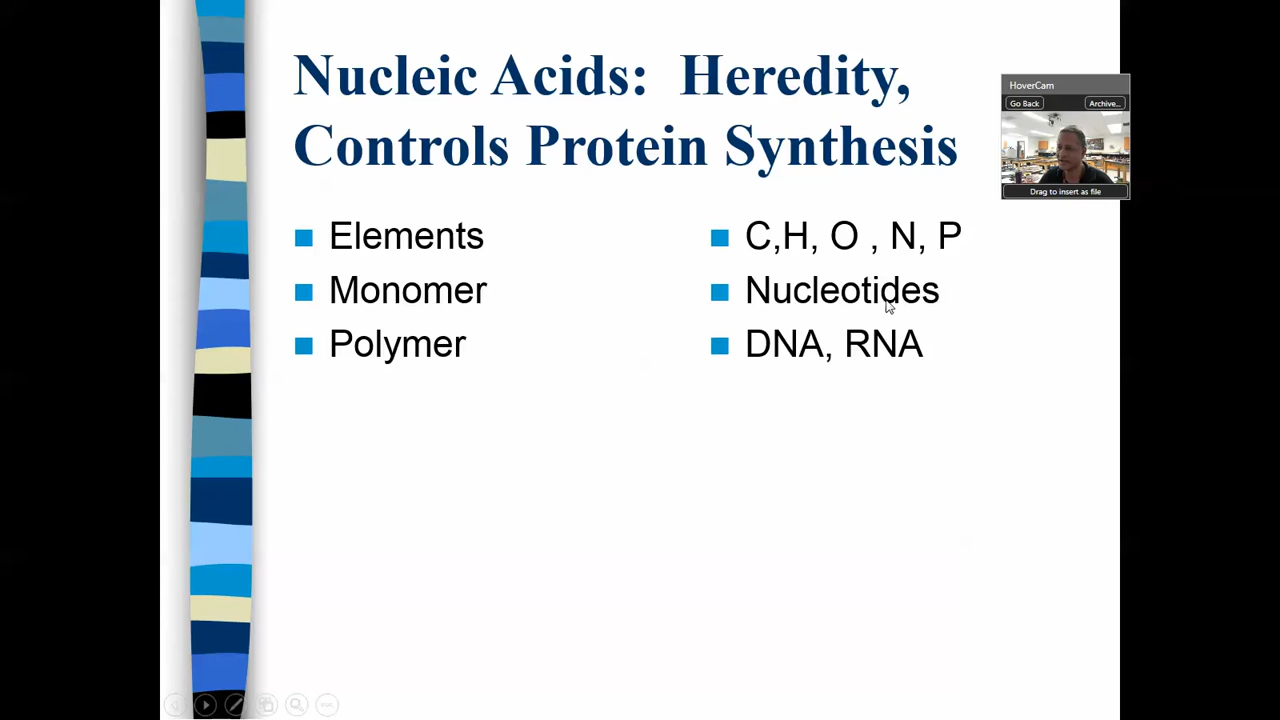 Nucleic Acids: Heredity,
Controls Protein Synthesis
HoverCam
Go Back
Archive...
Drag to insert as file
Elements
C,H, O , N, P
Monomer
Nucleotides
Polymer
DNA, RNA